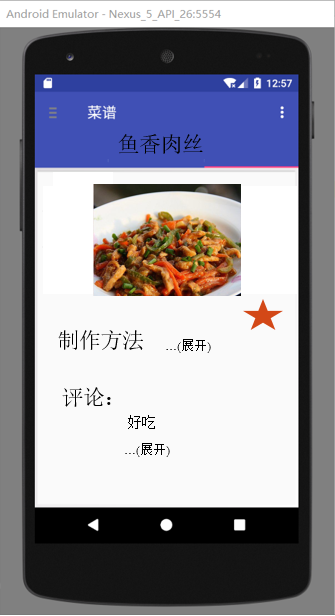 Android Emulator - Nexus_5_API_26:5554
12:57
菜谱
鱼香肉丝
制作方法 ...(展开)
评论：
好吃
...(展开)